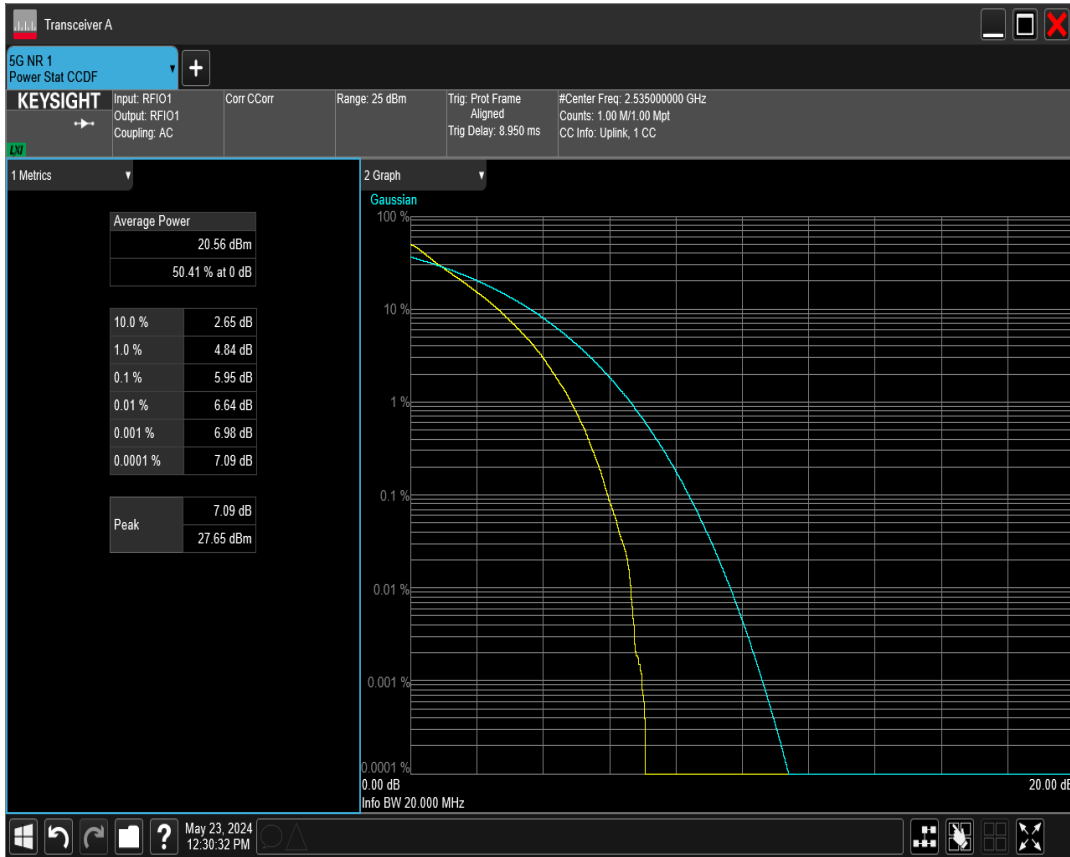 Transceiver A
5G NR 1
Power Stat CCDF
+
KEYSIGHT
LXI
Input: RFIO1
Output: RFIO1
Coupling: AC
Corr CCorr
Range: 25 dBm
Trig: Prot Frame
Aligned
Trig Delay: 8.950 ms
#Center Freq: 2.535000000 GHz
Counts: 1.00 M/1.00 Mpt
CC Info: Uplink, 1 CC
1 Metrics
Average Power
20.56 dBm
50.41 % at 0 dB
10.0 % 2.65 dB
1.0 % 4.84 dB
0.1 % 5.95 dB
0.01 % 6.64 dB
0.001 % 6.98 dB
0.0001 % 7.09 dB
Peak
7.09 dB
27.65 dBm
2 Graph
Gaussian
100 %
10 %
1 %
0.1 %
0.01 %
0.001 %
0.0001 %
0.00 dB 20.00 dB
Info BW 20.000 MHz
?
May 23, 2024
12:30:32 PM